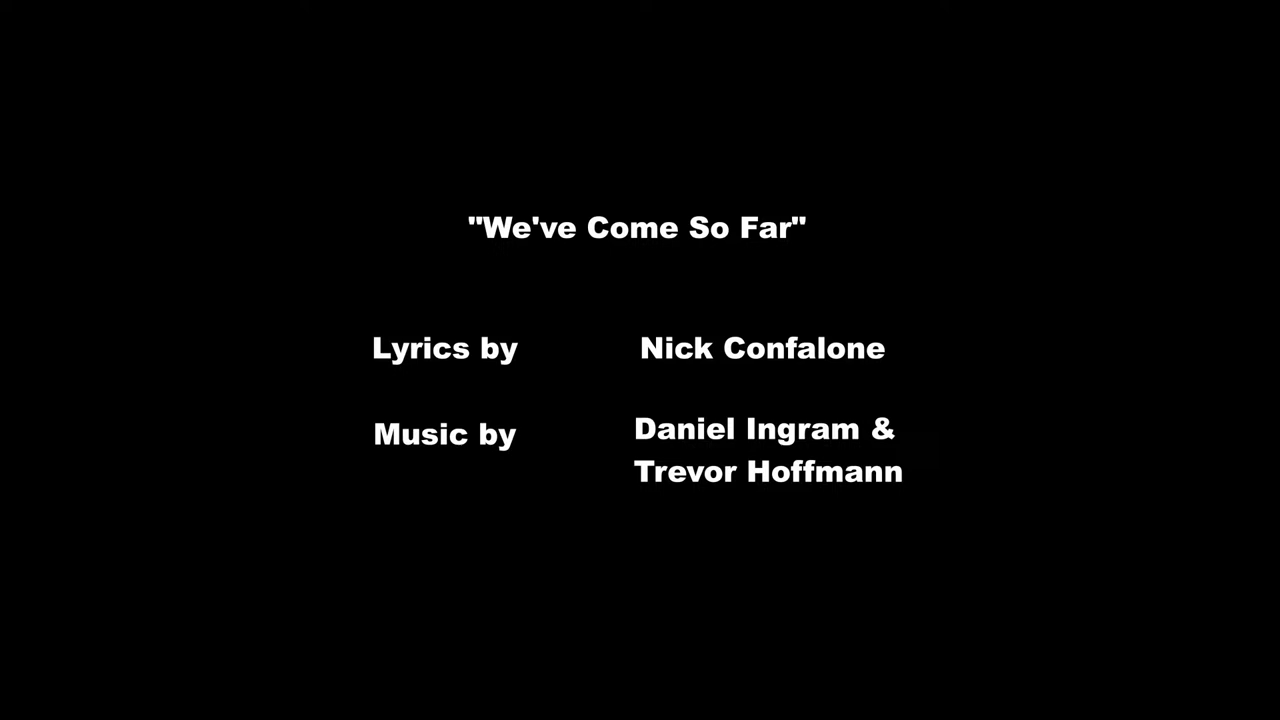 "We've Come So Far"
Lyrics by Nick Confalone
Music by Daniel Ingram &
Trevor Hoffmann